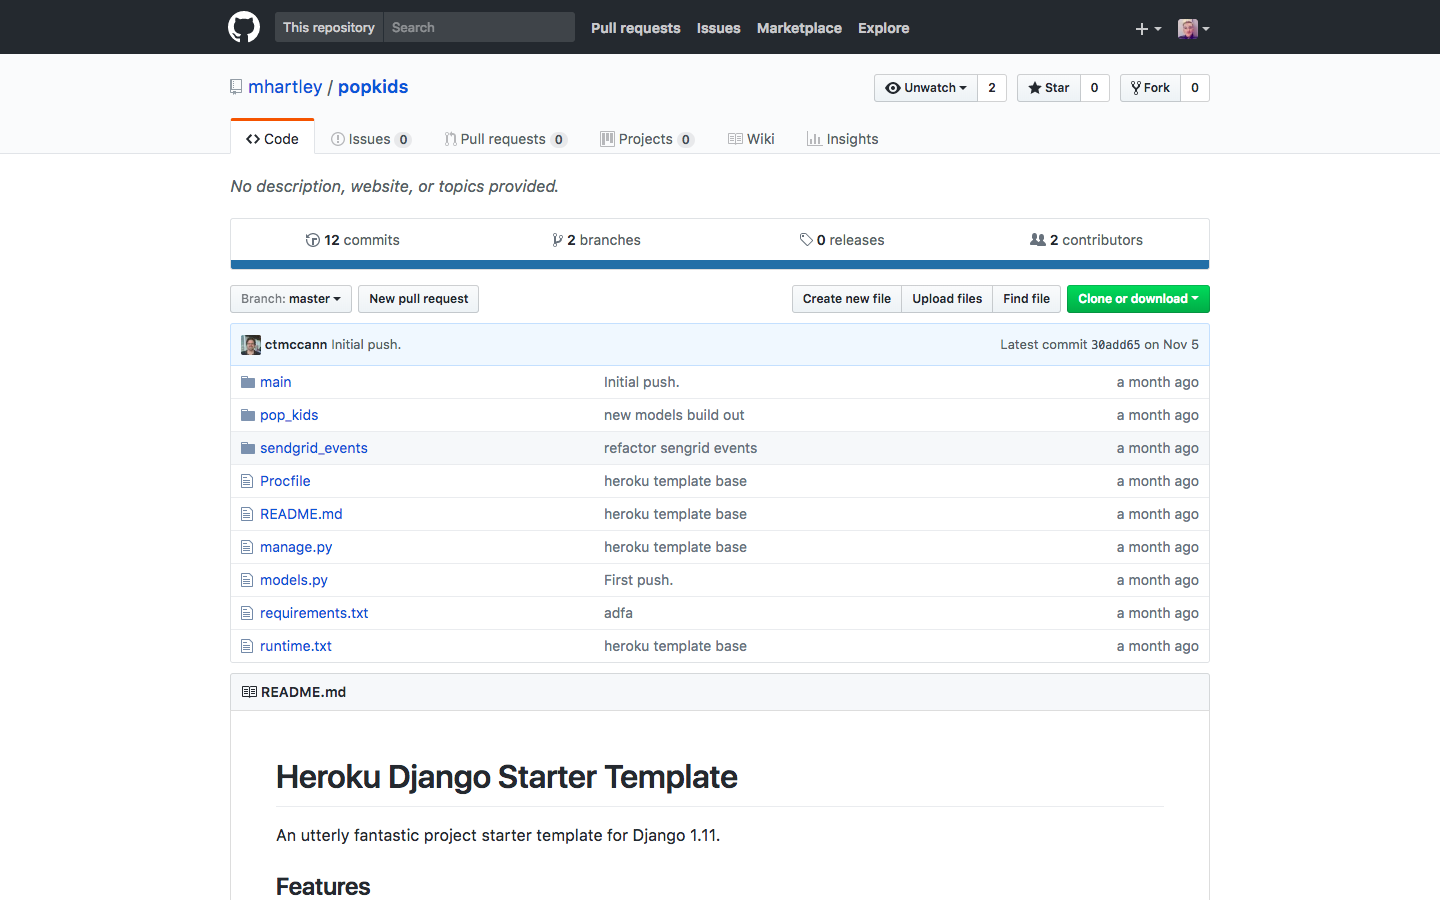 This repository Search Pull requests Issues Marketplace Explore
mhartley / popkids Unwatch 2 Star 0 Fork 0
Code Issues 0 Pull requests 0 Projects 0 Wiki Insights
No description, website, or topics provided.
12 commits 2 branches 0 releases 2 contributors
Branch: master New pull request Create new file Upload files Find file Clone or download
ctmccann Initial push. Latest commit 30add65 on Nov 5
main Initial push. a month ago
pop_kids new models build out a month ago
sendgrid_events refactor sengrid events a month ago
Procfile heroku template base a month ago
README.md heroku template base a month ago
manage.py heroku template base a month ago
models.py First push. a month ago
requirements.txt adfa a month ago
runtime.txt heroku template base a month ago
README.md
Heroku Django Starter Template
An utterly fantastic project starter template for Django 1.11.
Features